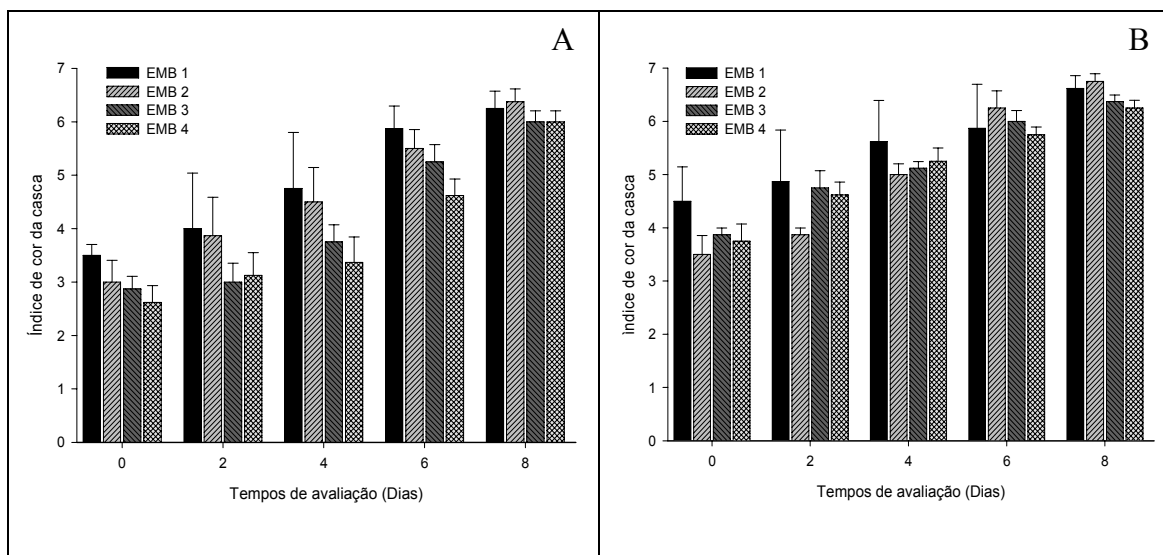 A
7
6
5
4
3
2
1
0
Índice de cor da casca
EMB 1
EMB 2
EMB 3
EMB 4
0 2 4 6 8
Tempos de avaliação (Dias)
B
7
6
5
4
3
2
1
0
Indice de cor da casca
EMB 1
EMB 2
EMB 3
EMB 4
0 2 4 6 8
Tempos de avaliação (Dias)